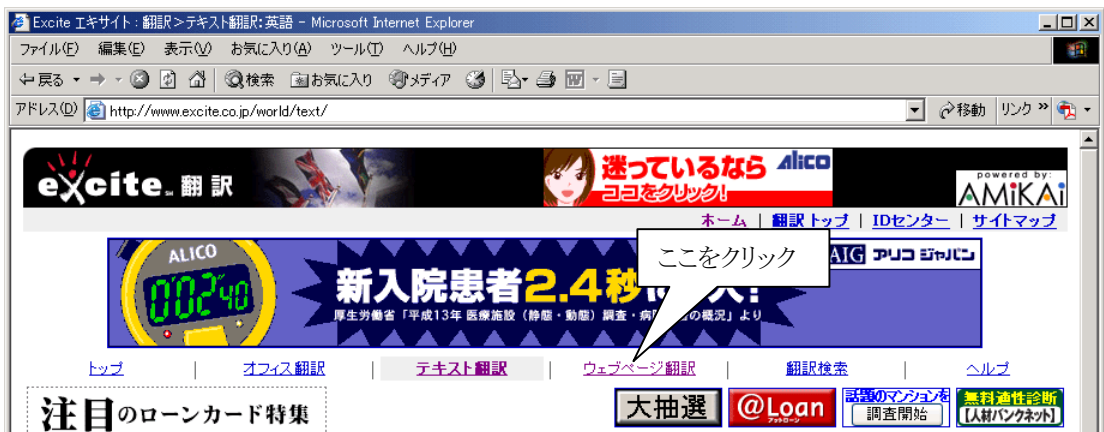 Excite エキサイト : 翻訳＞テキスト翻訳：英語 - Microsoft Internet Explorer
ファイル(F) 編集(E) 表示(V) お気に入り(A) ツール(T) ヘルプ(H)
戻る 検索 お気に入り メディア
アドレス(D) http://www.excite.co.jp/world/text/ 移動 リンク »
excite. 翻訳
迷っているなら
ココをクリック!
Alico
powered by:
AMiKAi
ホーム | 翻訳トップ | IDセンター | サイトマップ
ここをクリック
ALICO
0'02"40
新入院患者2.4秒
AIG アリコ ジャパン
厚生労働省「平成13年 医療施設（静態・動態）調査・病 の概況」より
トップ | オフィス翻訳 | テキスト翻訳 | ウェブページ翻訳 | 翻訳検索 | ヘルプ
注目のローンカード特集
大抽選
@Loan
アットローン
話題のマンションを
調査開始
無料適性診断
【人材バンクネット】